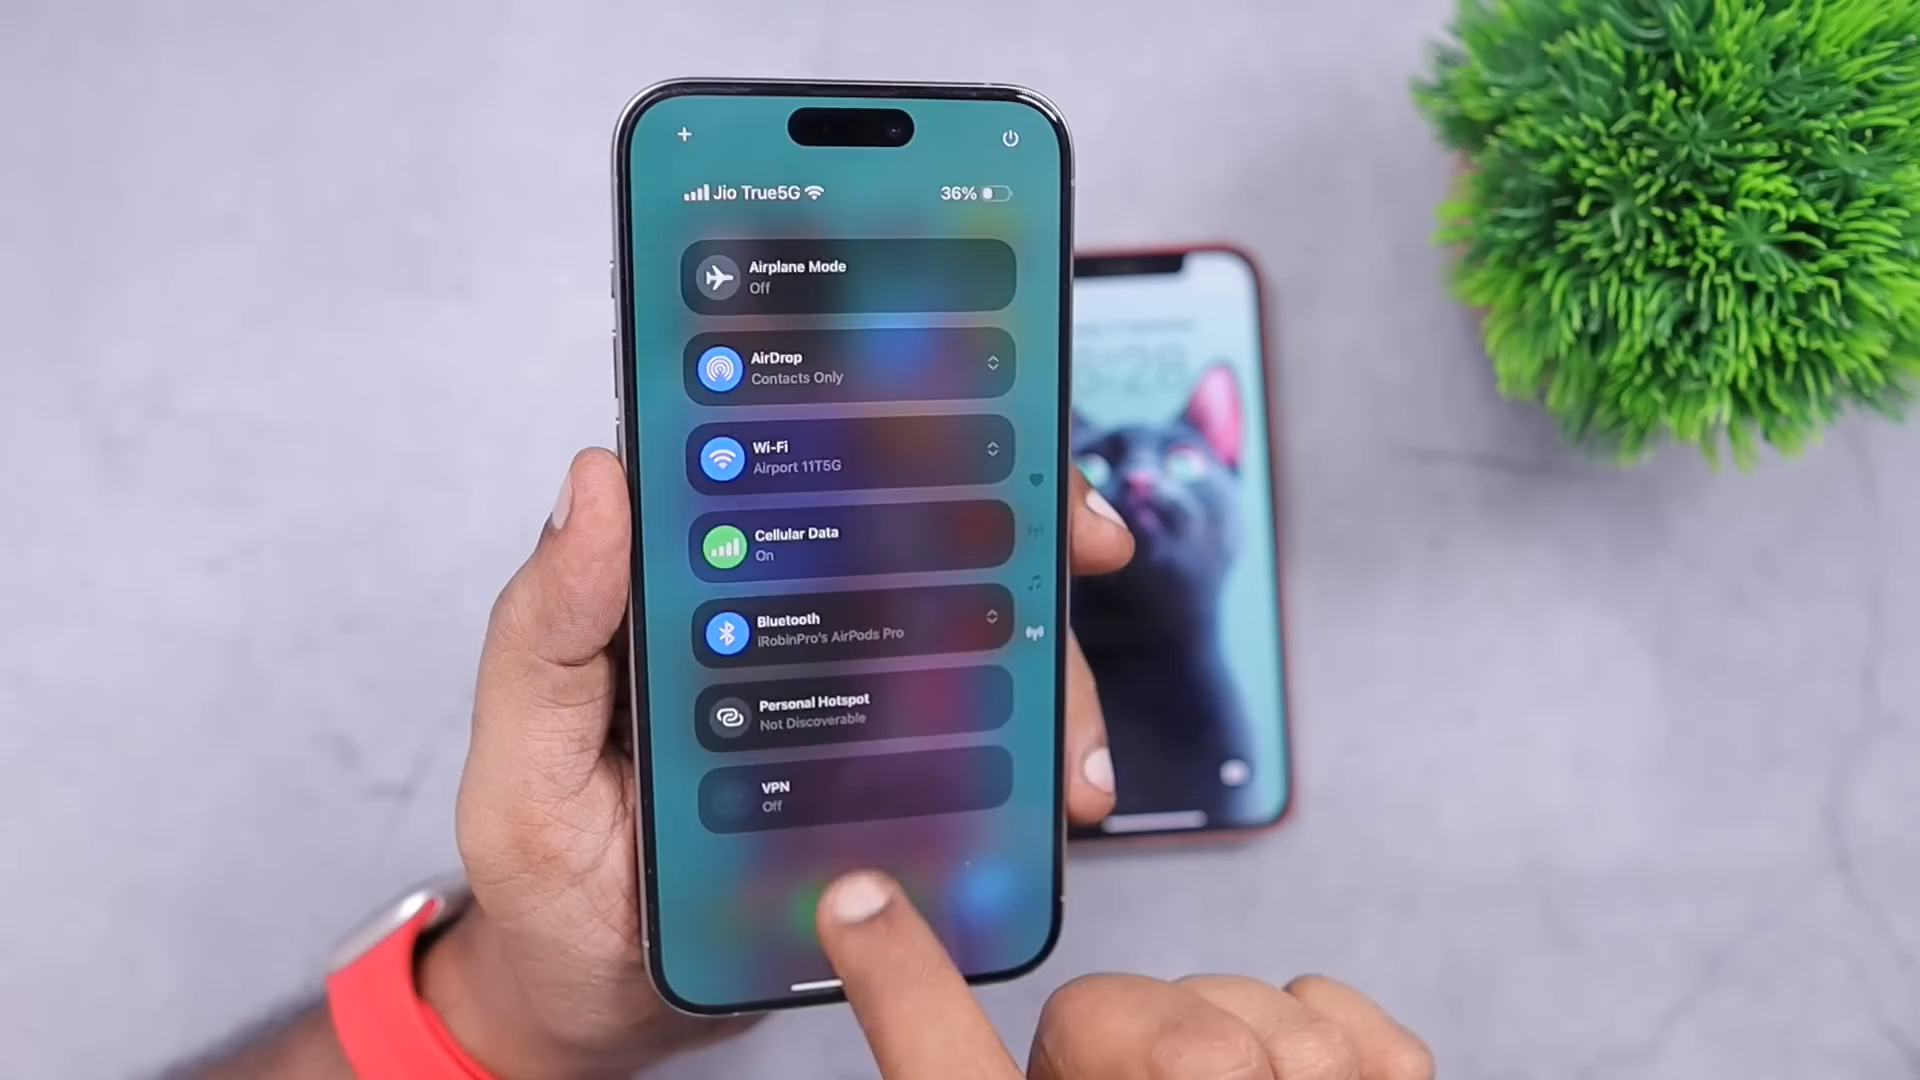 Jio True5G
36%
Airplane Mode
Off
AirDrop
Contacts Only
Wi-Fi
Airport 11T5G
Cellular Data
On
Bluetooth
iRobinPro's AirPods Pro
Personal Hotspot
Not Discoverable
VPN
Off